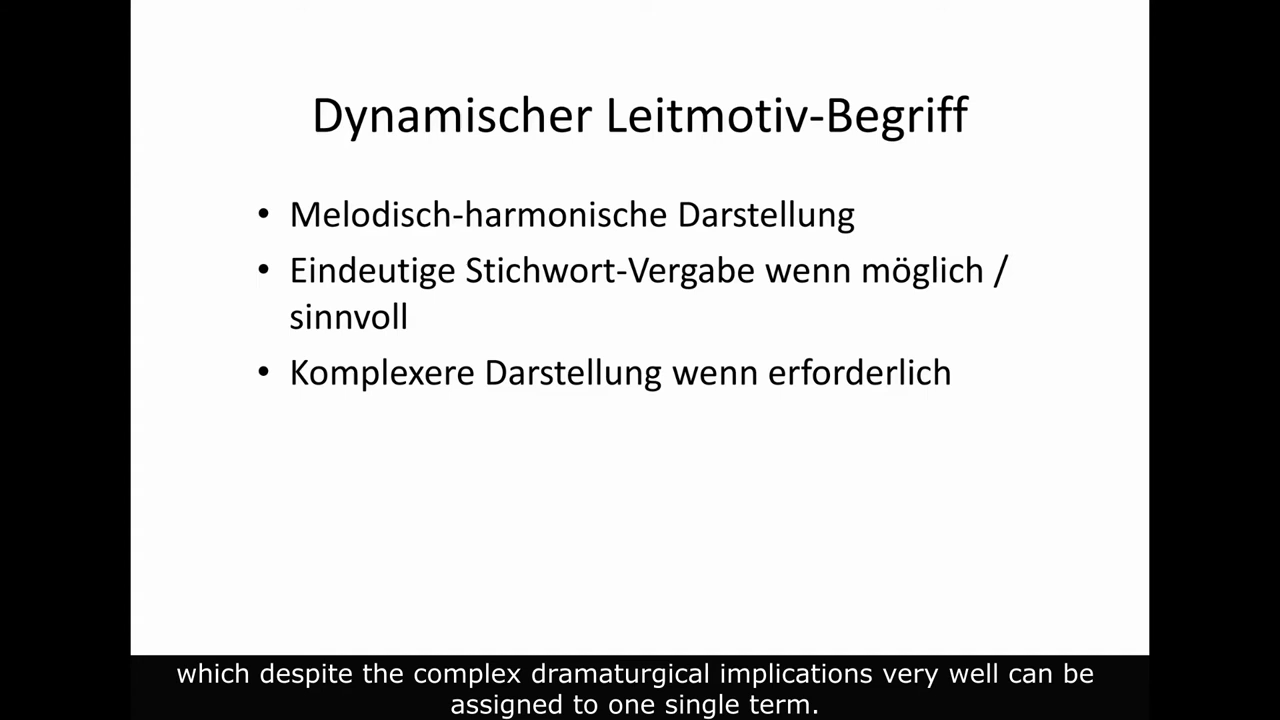 Dynamischer Leitmotiv-Begriff
• Melodisch-harmonische Darstellung
• Eindeutige Stichwort-Vergabe wenn möglich /
sinnvoll
• Komplexere Darstellung wenn erforderlich
which despite the complex dramaturgical implications very well can be
assigned to one single term.